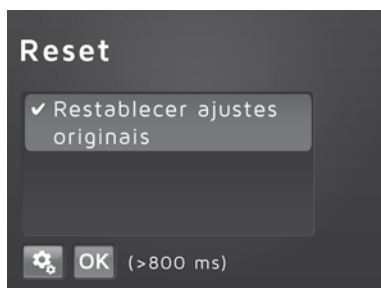 Reset
✔ Restablecer ajustes
originais
OK (>800 ms)